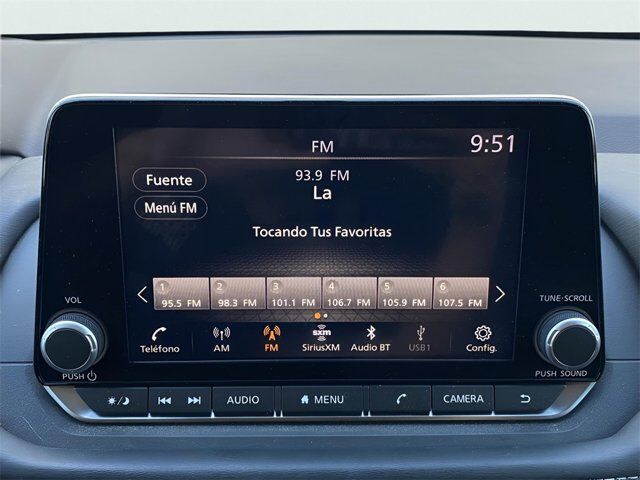 FM
9:51
Fuente
93.9 FM
La
Menú FM
Tocando Tus Favoritas
1 2 3 4 5 6
95.5 FM 98.3 FM 101.1 FM 106.7 FM 105.9 FM 107.5 FM
VOL
TUNE·SCROLL
sxm
Teléfono AM FM SiriusXM Audio BT USB1 Config.
PUSH
PUSH SOUND
AUDIO MENU CAMERA